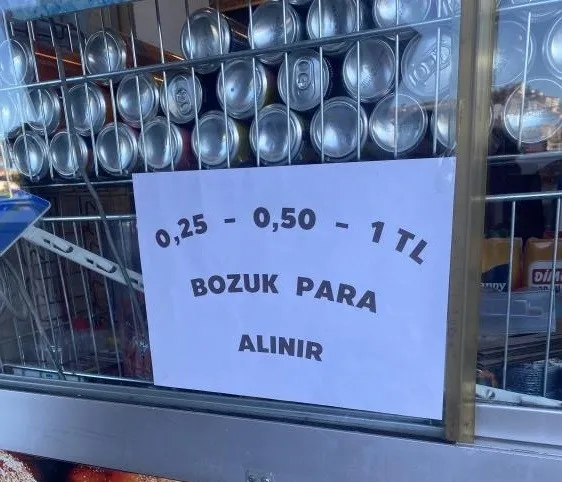 0,25 - 0,50 - 1 TL
BOZUK PARA
ALINIR